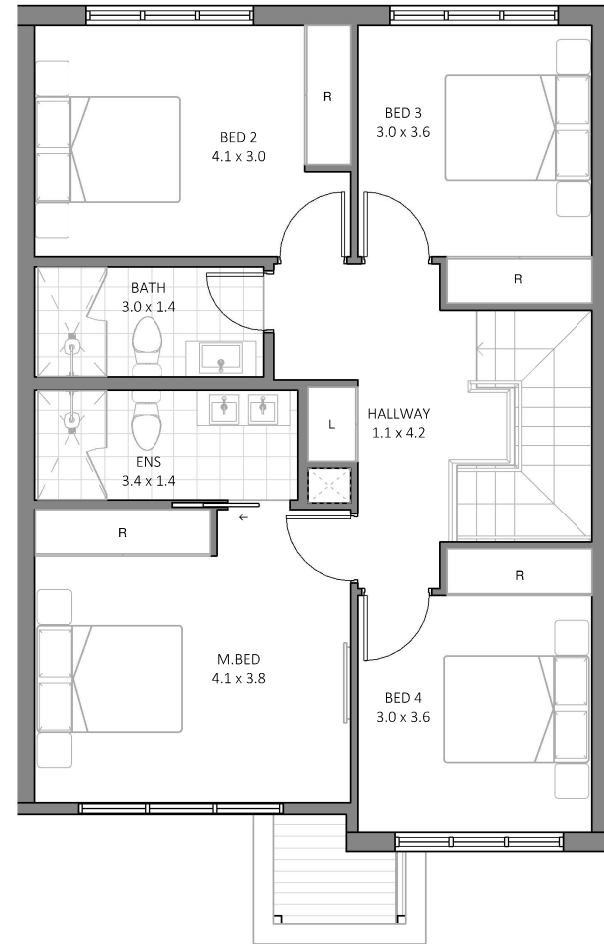 R
BED 2
4.1 x 3.0
BED 3
3.0 x 3.6
R
BATH
3.0 x 1.4
L
HALLWAY
1.1 x 4.2
ENS
3.4 x 1.4
R
R
M.BED
4.1 x 3.8
BED 4
3.0 x 3.6